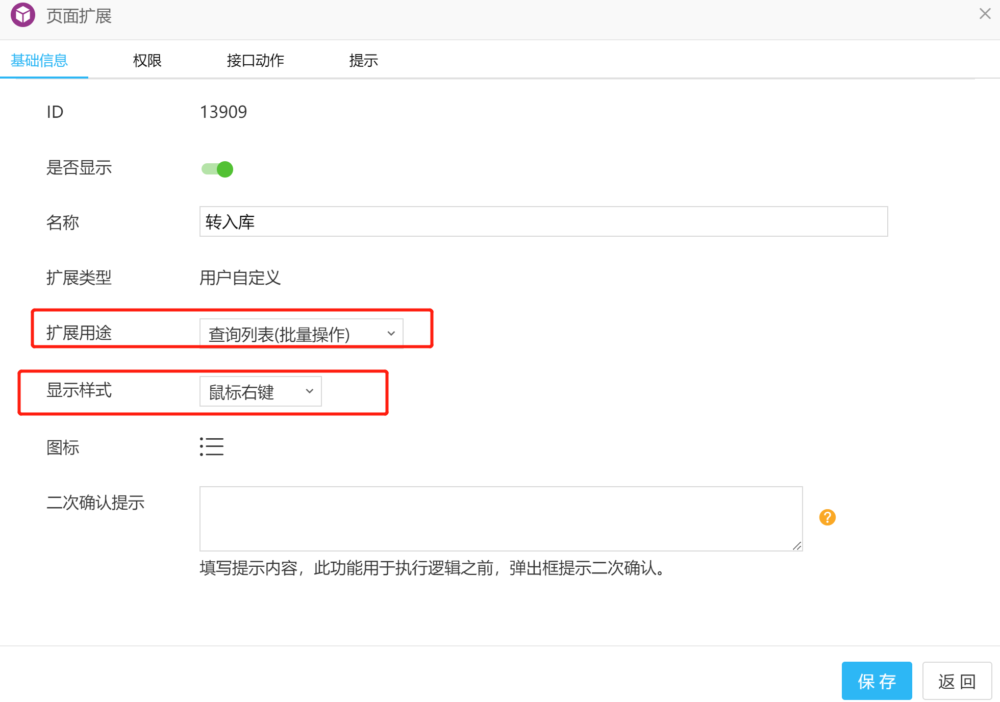 页面扩展
基础信息 权限 接口动作 提示
ID 13909
是否显示
名称 转入库
扩展类型 用户自定义
扩展用途 查询列表(批量操作)
显示样式 鼠标右键
图标
二次确认提示
?
填写提示内容，此功能用于执行逻辑之前，弹出框提示二次确认。
保 存 返 回